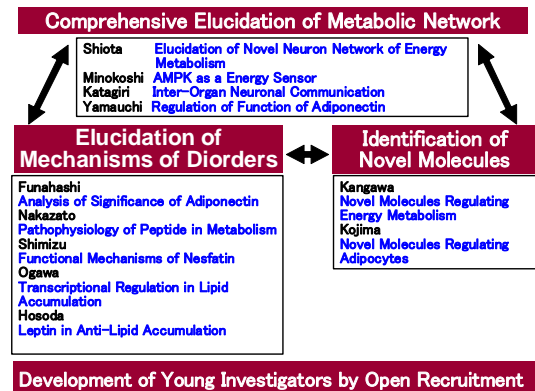 Comprehensive Elucidation of Metabolic Network
Shiota Elucidation of Novel Neuron Network of Energy
Metabolism
Minokoshi AMPK as a Energy Sensor
Katagiri Inter-Organ Neuronal Communication
Yamauchi Regulation of Function of Adiponectin
Elucidation of
Mechanisms of Diorders
Identification of
Novel Molecules
Funahashi
Analysis of Significance of Adiponectin
Nakazato
Pathophysiology of Peptide in Metabolism
Shimizu
Functional Mechanisms of Nesfatin
Ogawa
Transcriptional Regulation in Lipid
Accumulation
Hosoda
Leptin in Anti-Lipid Accumulation
Kangawa
Novel Molecules Regulating
Energy Metabolism
Kojima
Novel Molecules Regulating
Adipocytes
Development of Young Investigators by Open Recruitment